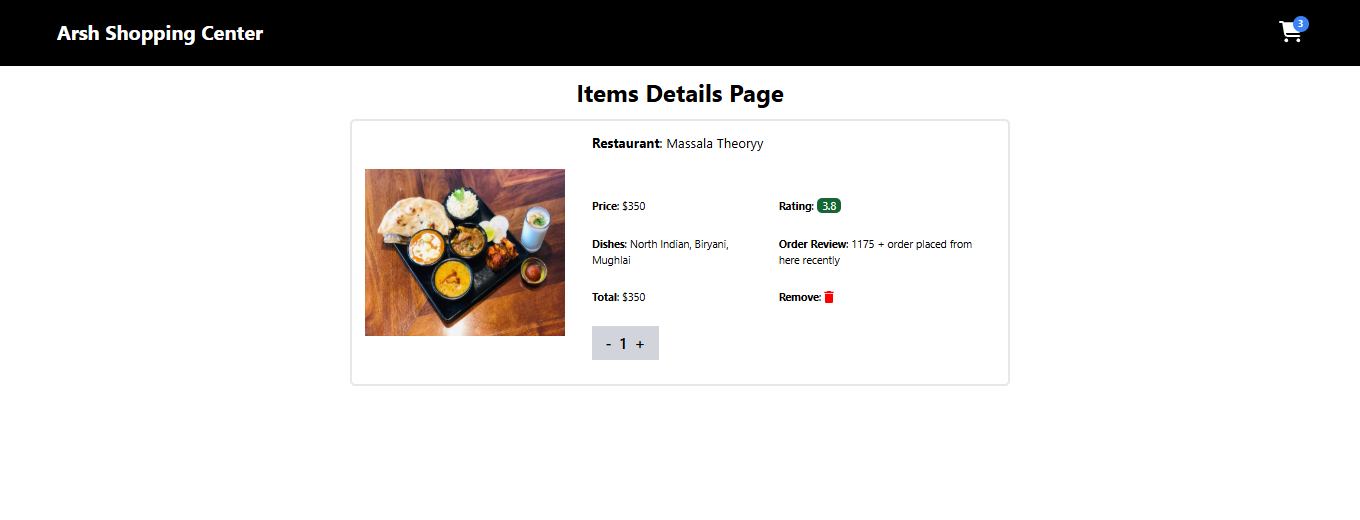 Arsh Shopping Center
3
Items Details Page
Restaurant: Massala Theoryy
Price: $350
Rating: 3.8
Dishes: North Indian, Biryani,
Mughlai
Order Review: 1175 + order placed from
here recently
Total: $350
Remove:
- 1 +